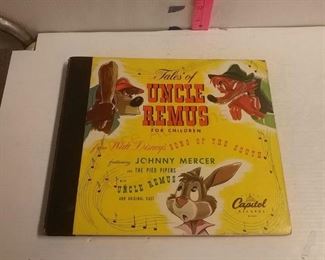 Tales of
UNCLE
REMUS
FOR CHILDREN
from Walt Disney's SONG OF THE SOUTH
featuring JOHNNY MERCER
AND THE PIED PIPERS
WITH
"UNCLE REMUS"
AND ORIGINAL CAST
Capitol
RECORDS